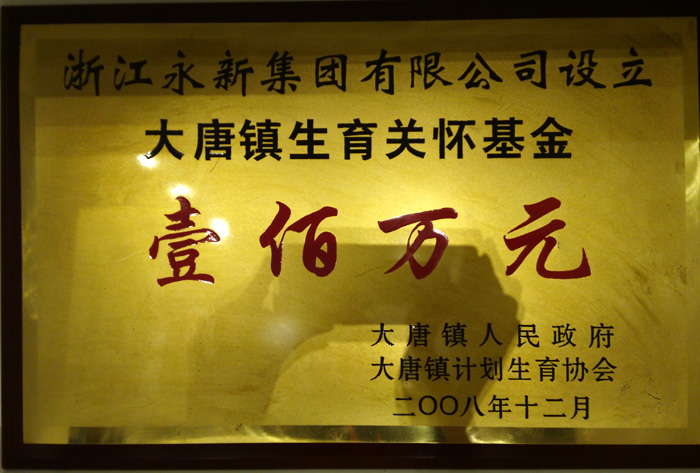 浙江永新集团有限公司设立
大唐镇生育关怀基金
壹佰万元
大唐镇人民政府
大唐镇计划生育协会
二〇〇八年十二月